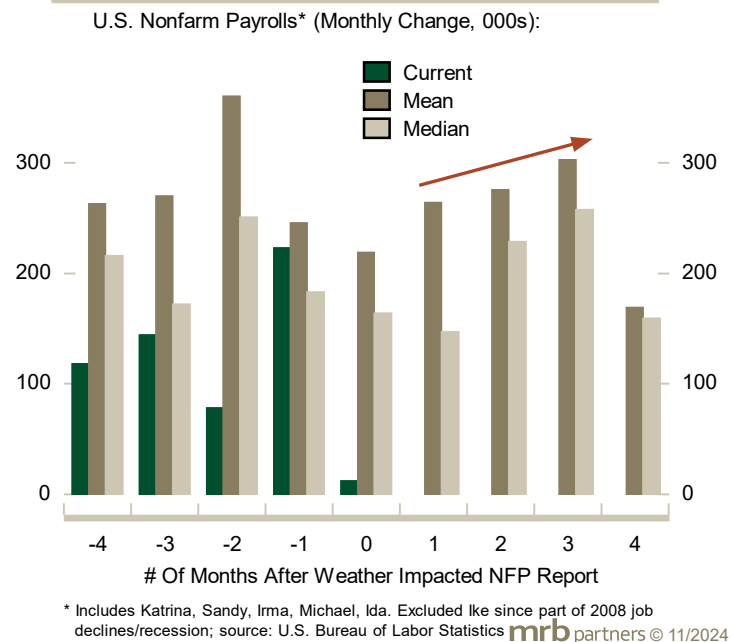 U.S. Nonfarm Payrolls* (Monthly Change, 000s):
Current
Mean
Median
300 300
200 200
100 100
0 0
-4 -3 -2 -1 0 1 2 3 4
# Of Months After Weather Impacted NFP Report
* Includes Katrina, Sandy, Irma, Michael, Ida. Excluded Ike since part of 2008 job
declines/recession; source: U.S. Bureau of Labor Statistics mrb partners © 11/2024